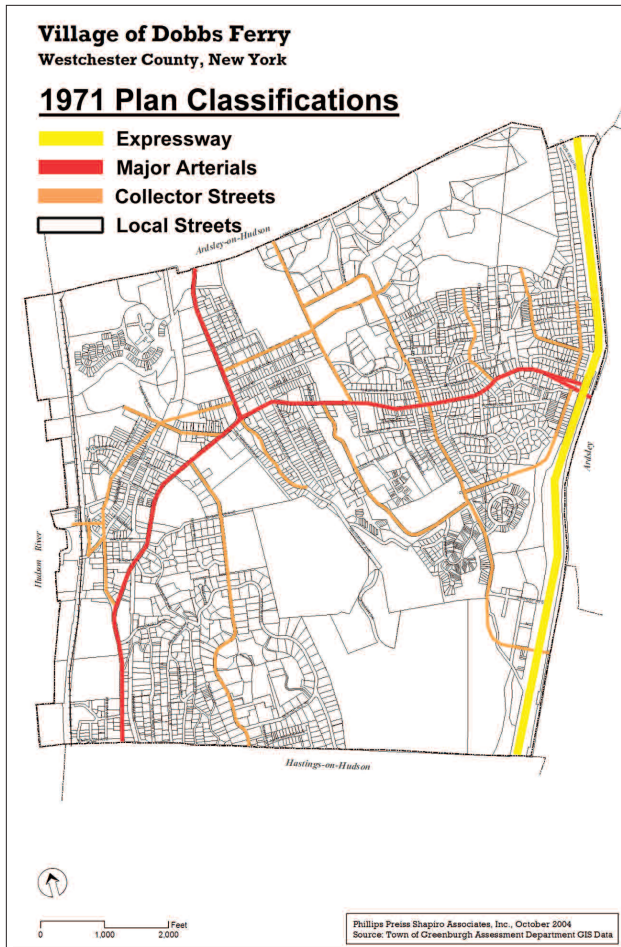 Village of Dobbs Ferry
Westchester County, New York
1971 Plan Classifications
Expressway
Major Arterials
Collector Streets
Local Streets
Ardsley-on-Hudson
Ardsley
Hudson River
Hastings-on-Hudson
Feet
0 1,000 2,000
Phillips Preiss Shapiro Associates, Inc., October 2004
Source: Town of Greenburgh Assessment Department GIS Data